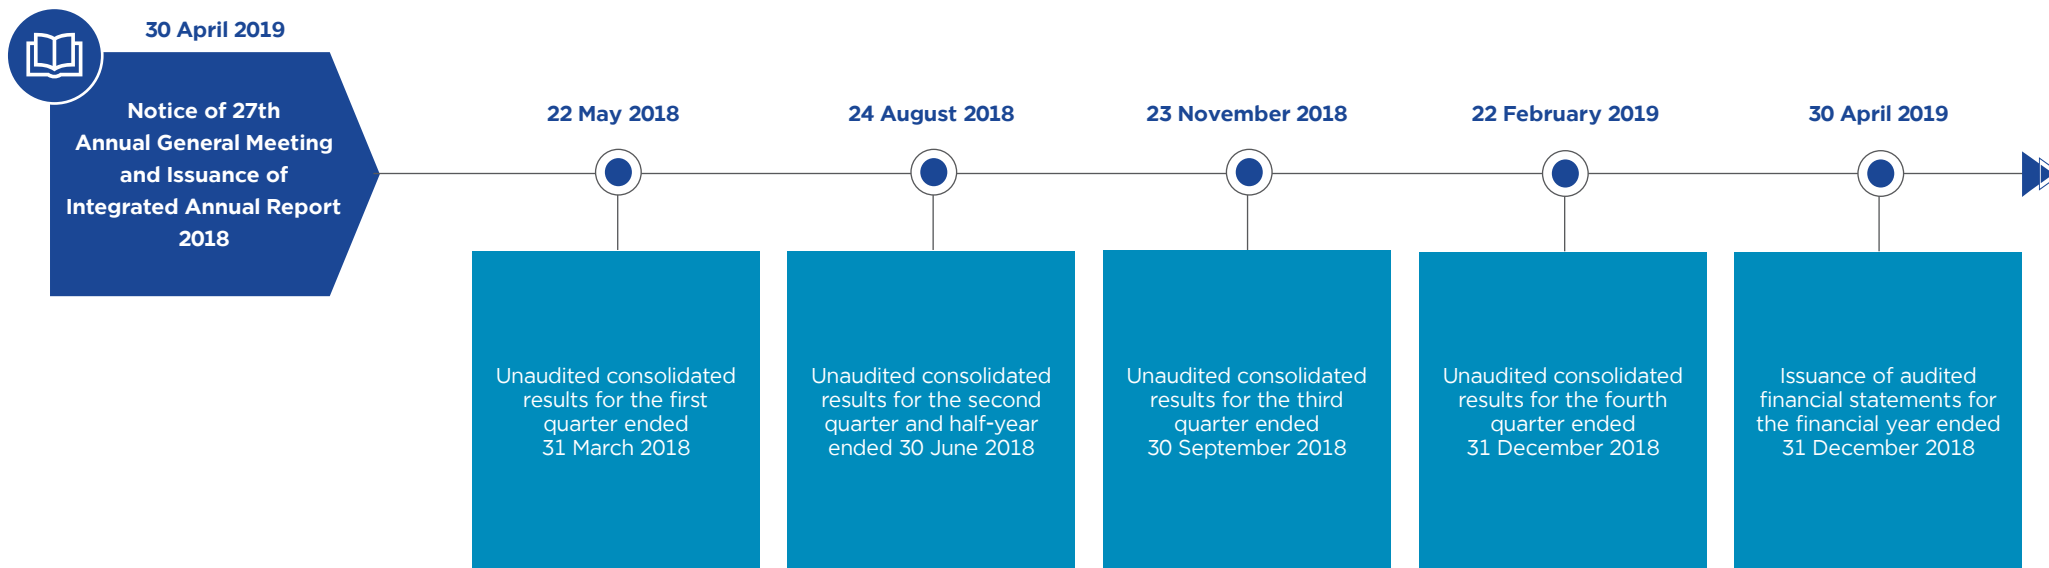 30 April 2019
Notice of 27th
Annual General Meeting
and Issuance of
Integrated Annual Report
2018
22 May 2018
Unaudited consolidated
results for the first
quarter ended
31 March 2018
24 August 2018
Unaudited consolidated
results for the second
quarter and half-year
ended 30 June 2018
23 November 2018
Unaudited consolidated
results for the third
quarter ended
30 September 2018
22 February 2019
Unaudited consolidated
results for the fourth
quarter ended
31 December 2018
30 April 2019
Issuance of audited
financial statements for
the financial year ended
31 December 2018